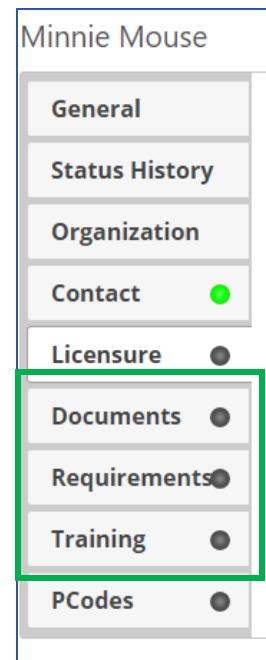 Minnie Mouse
General
Status History
Organization
Contact
Licensure
Documents
Requirements
Training
PCodes